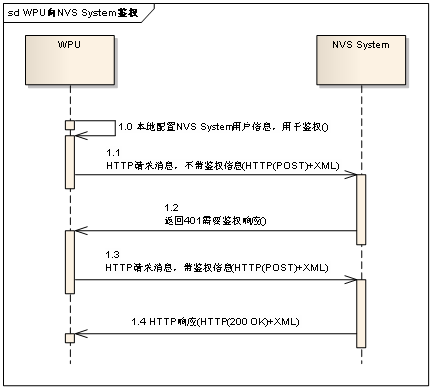 sd WPU向NVS System鉴权
WPU
NVS System
1.0 本地配置NVS System用户信息，用于鉴权()
1.1
HTTP请求消息，不带鉴权信息(HTTP(POST)+XML)
1.2
返回401需要鉴权响应()
1.3
HTTP请求消息，带鉴权信息(HTTP(POST)+XML)
1.4 HTTP响应(HTTP(200 OK)+XML)